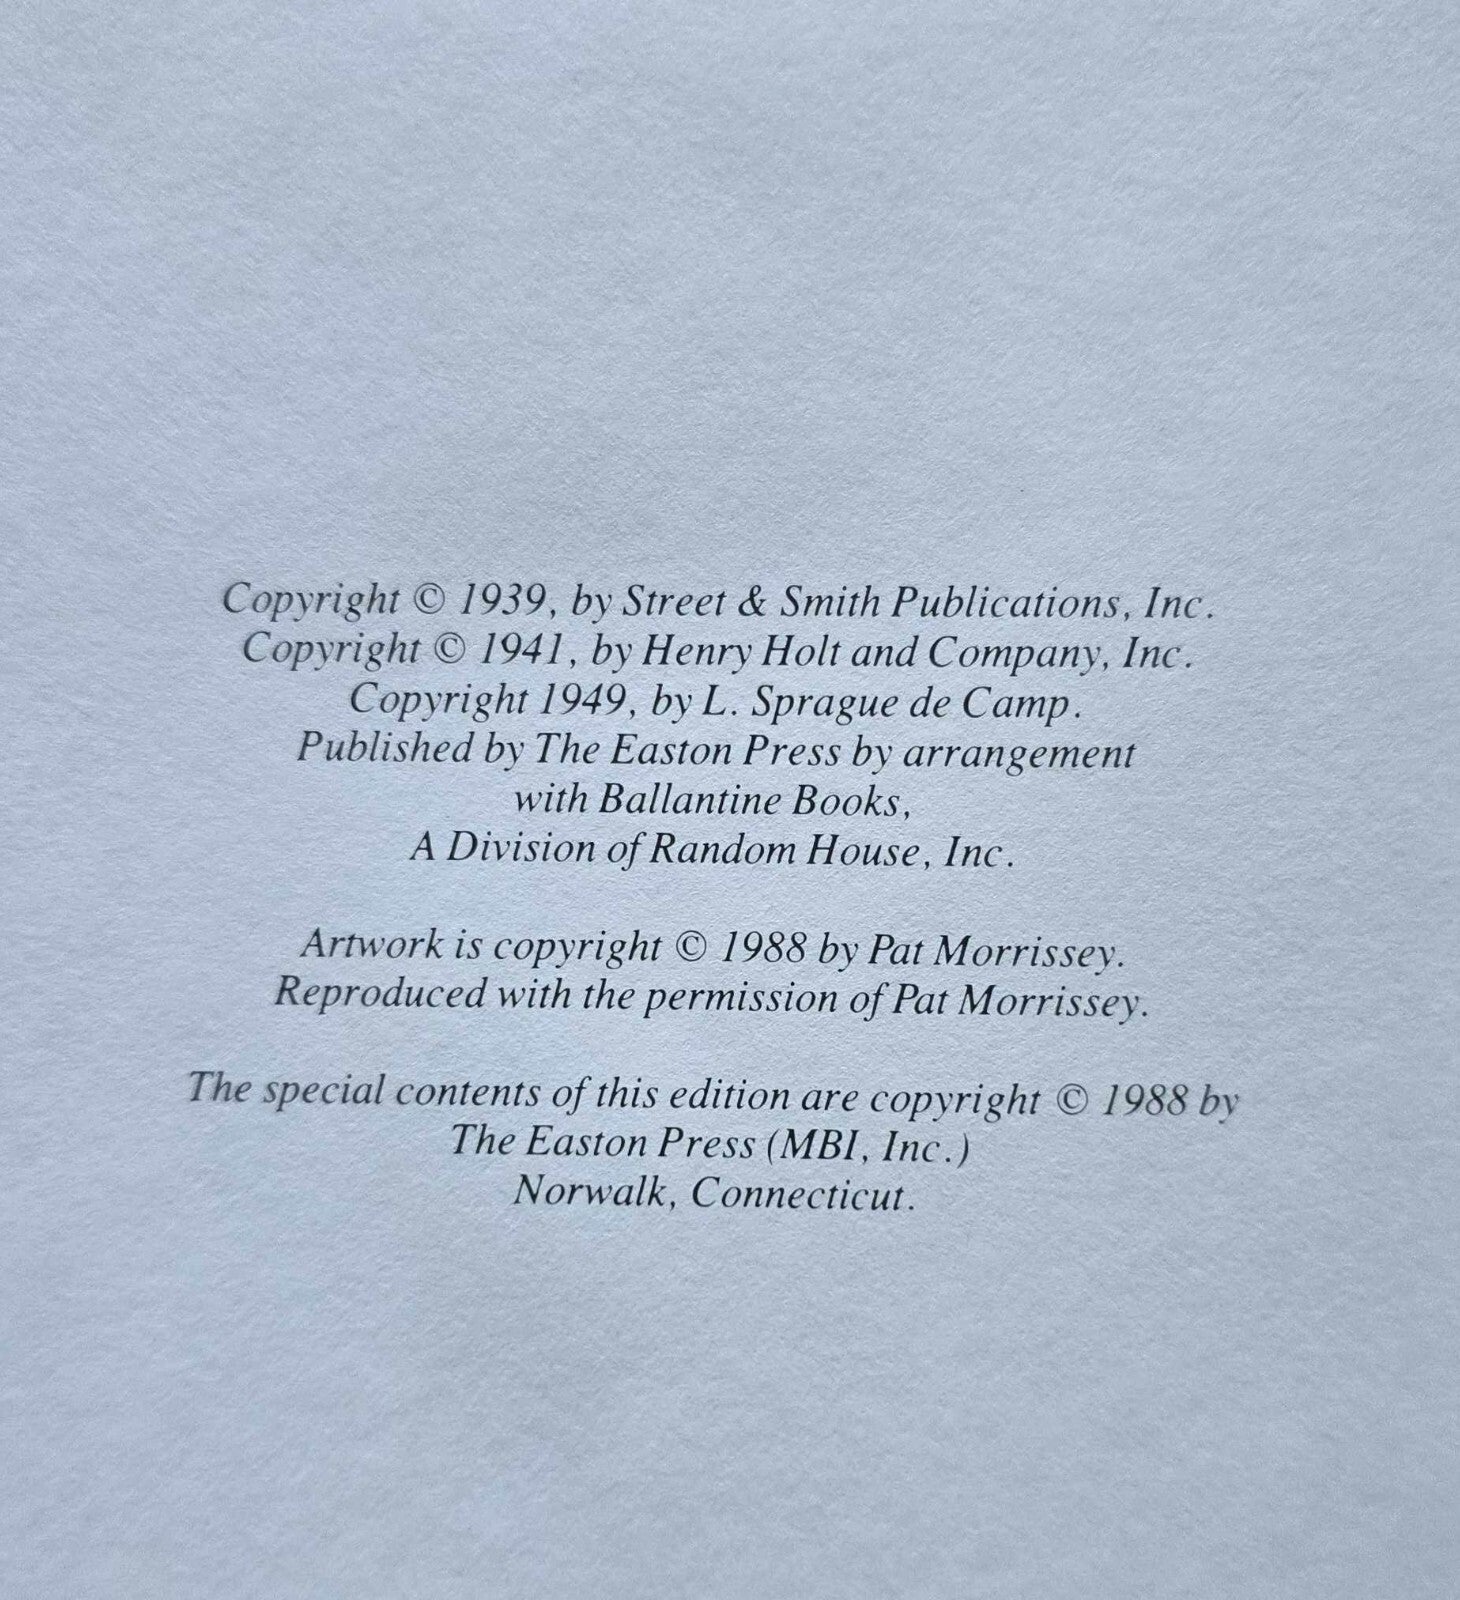 Copyright © 1939, by Street & Smith Publications, Inc.
Copyright © 1941, by Henry Holt and Company, Inc.
Copyright 1949, by L. Sprague de Camp.
Published by The Easton Press by arrangement
with Ballantine Books,
A Division of Random House, Inc.
Artwork is copyright © 1988 by Pat Morrissey.
Reproduced with the permission of Pat Morrissey.
The special contents of this edition are copyright © 1988 by
The Easton Press (MBI, Inc.)
Norwalk, Connecticut.